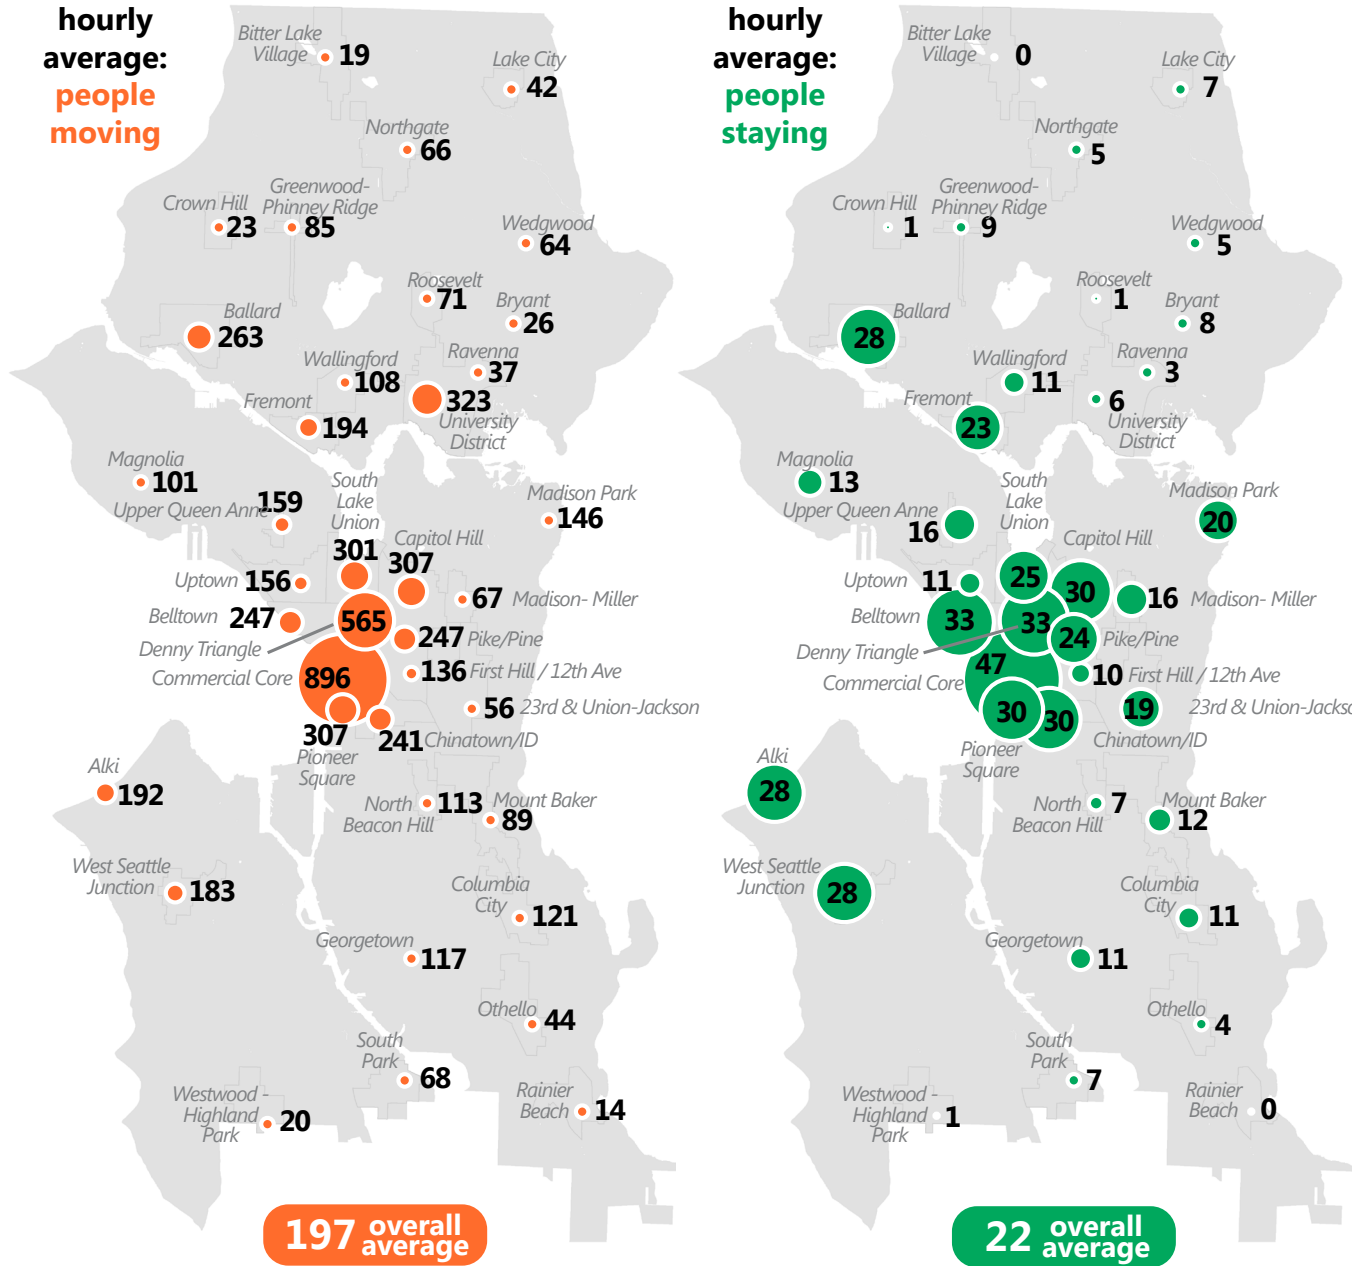 hourly
average:
people
moving
Bitter Lake
Village
19
Lake City
42
Northgate
66
Crown Hill
23
Greenwood-
Phinney Ridge
85
Wedgwood
64
Roosevelt
71
Bryant
26
Ballard
263
Wallingford
108
Ravenna
37
Fremont
194
323
University
District
Magnolia
101
Upper Queen Anne
159
South
Lake
Union
301
Madison Park
146
Capitol Hill
307
Uptown
156
67
Madison- Miller
Belltown
247
565
Denny Triangle
247
Pike/Pine
Commercial Core
896
136
First Hill / 12th Ave
56
23rd & Union-Jackson
307
Pioneer
Square
241
Chinatown/ID
Alki
192
North
Beacon Hill
113
Mount Baker
89
West Seattle
Junction
183
Columbia
City
121
Georgetown
117
Othello
44
South
Park
68
Westwood -
Highland
Park
20
Rainier
Beach
14
197 overall
average
hourly
average:
people
staying
Bitter Lake
Village
0
Lake City
7
Northgate
5
Crown Hill
1
Greenwood-
Phinney Ridge
9
Wedgwood
5
Roosevelt
1
Bryant
8
Ballard
28
Wallingford
11
Ravenna
3
Fremont
23
6
University
District
Magnolia
13
Upper Queen Anne
16
South
Lake
Union
25
Madison Park
20
Capitol Hill
30
Uptown
11
16
Madison- Miller
Belltown
33
33
Denny Triangle
24
Pike/Pine
Commercial Core
47
10
First Hill / 12th Ave
19
23rd & Union-Jackso
30
Pioneer
Square
30
Chinatown/ID
Alki
28
North
Beacon Hill
7
Mount Baker
12
West Seattle
Junction
28
Columbia
City
11
Georgetown
11
Othello
4
South
Park
7
Westwood -
Highland
Park
1
Rainier
Beach
0
22 overall
average